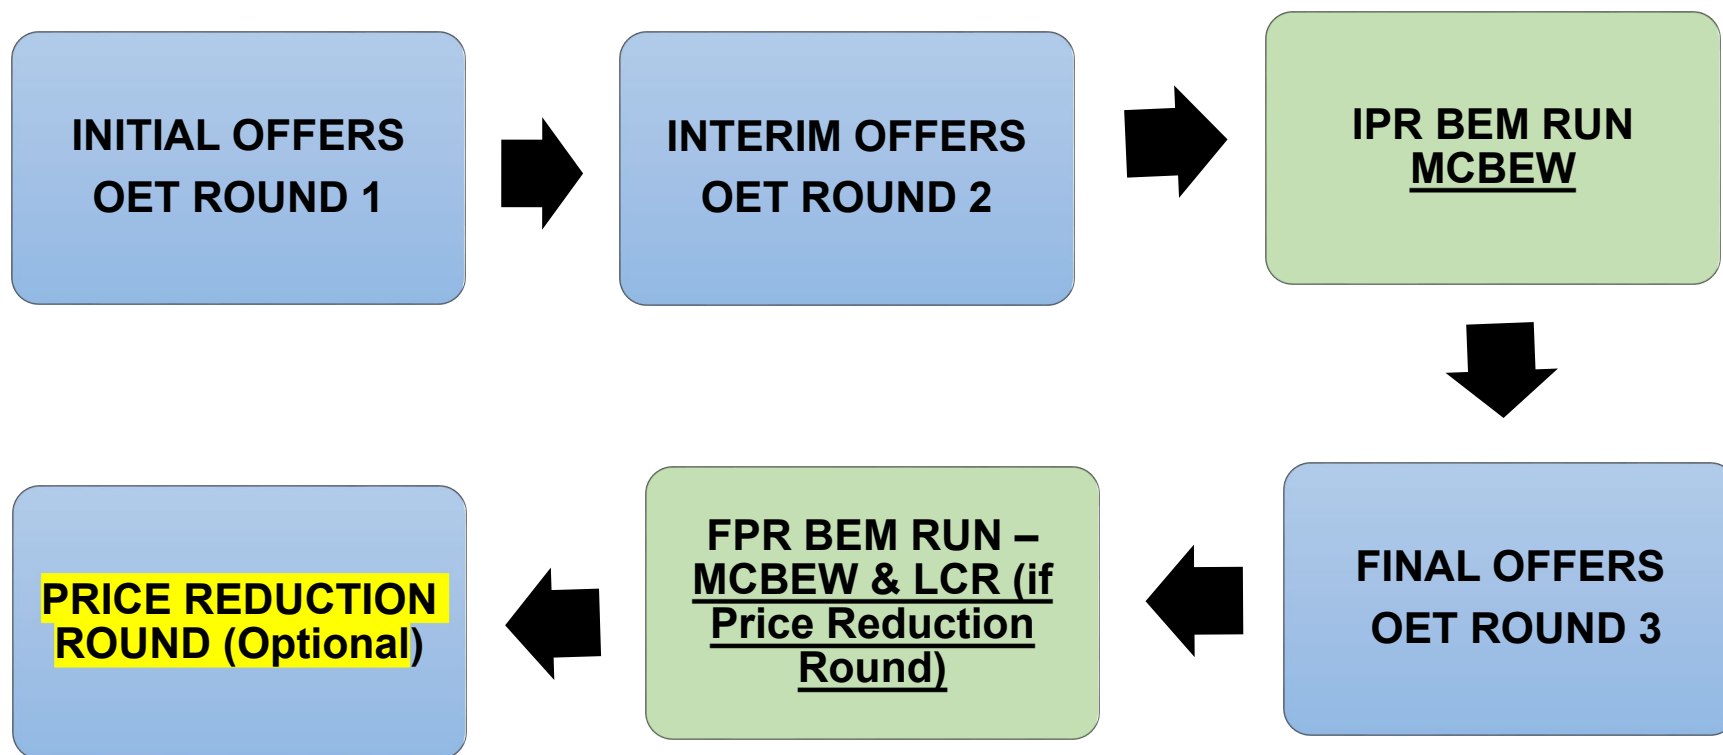 INITIAL OFFERS
OET ROUND 1
INTERIM OFFERS
OET ROUND 2
IPR BEM RUN
MCBEW
FINAL OFFERS
OET ROUND 3
FPR BEM RUN –
MCBEW & LCR (if
Price Reduction
Round)
PRICE REDUCTION
ROUND (Optional)